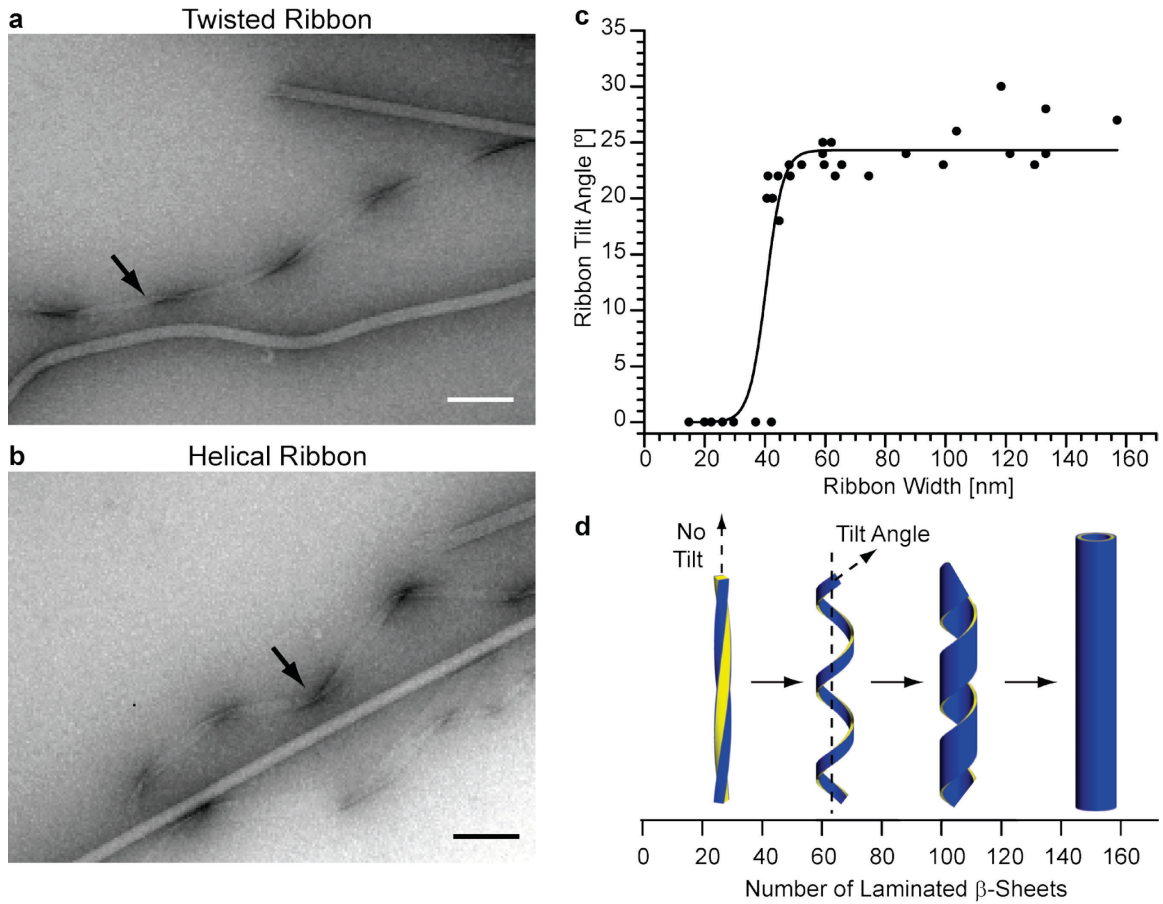 a
Twisted Ribbon
b
Helical Ribbon
c
35
30
25
20
15
10
5
0
Ribbon Tilt Angle [º]
0 20 40 60 80 100 120 140 160
Ribbon Width [nm]
d
No
Tilt
Tilt Angle
0 20 40 60 80 100 120 140 160
Number of Laminated β-Sheets